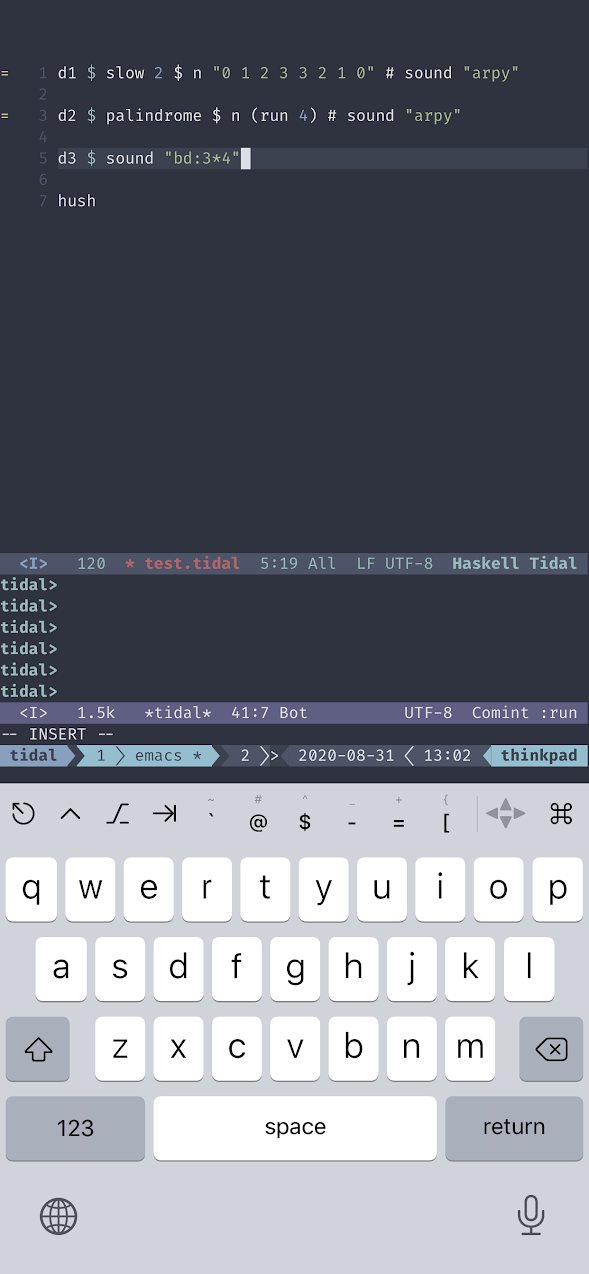 = 1 d1 $ slow 2 $ n "0 1 2 3 3 2 1 0" # sound "arpy"
2
= 3 d2 $ palindrome $ n (run 4) # sound "arpy"
4
5 d3 $ sound "bd:3*4"
6
7 hush
<I> 120 * test.tidal 5:19 All LF UTF-8 Haskell Tidal
tidal>
tidal>
tidal>
tidal>
tidal>
tidal>
<I> 1.5k *tidal* 41:7 Bot UTF-8 Comint :run
-- INSERT --
tidal 1 emacs * 2 > 2020-08-31 13:02 thinkpad
~ # ^ _ + {
` @ $ - = [
q w e r t y u i o p
a s d f g h j k l
z x c v b n m
123 space return